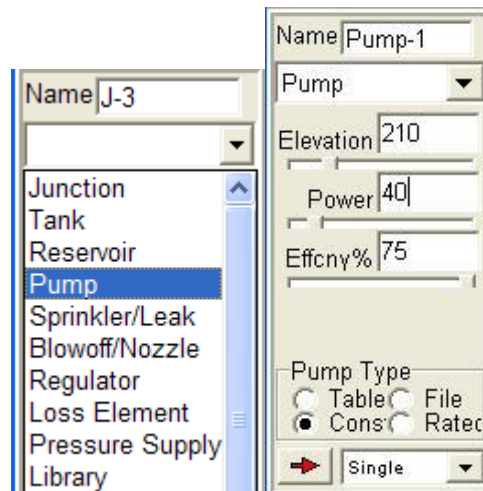 Name J-3
Junction
Tank
Reservoir
Pump
Sprinkler/Leak
Blowoff/Nozzle
Regulator
Loss Element
Pressure Supply
Library
Name Pump-1
Pump
Elevation 210
Power 40
Effcny% 75
Pump Type
Table File
Cons Rated
Single